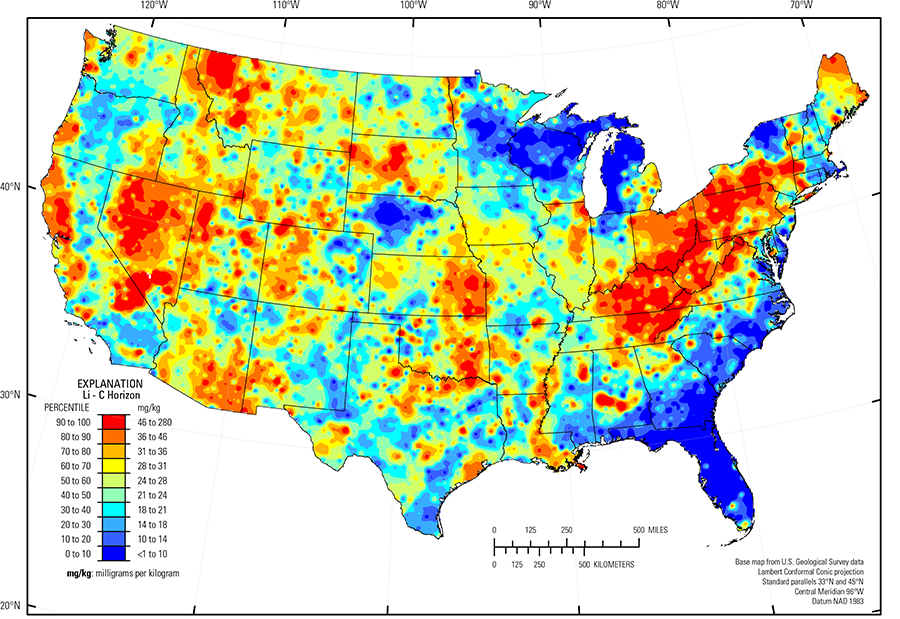 120°W 110°W 100°W 90°W 80°W 70°W
40°N
40°N
30°N
30°N
20°N
20°N
EXPLANATION
Li - C Horizon
PERCENTILE mg/kg
90 to 100 46 to 280
80 to 90 36 to 46
70 to 80 31 to 36
60 to 70 28 to 31
50 to 60 24 to 28
40 to 50 21 to 24
30 to 40 18 to 21
20 to 30 14 to 18
10 to 20 10 to 14
0 to 10 <1 to 10
mg/kg: milligrams per kilogram
0 125 250 500 MILES
0 125 250 500 KILOMETERS
Base map from U.S. Geological Survey data
Lambert Conformal Conic projection
Standard parallels 33°N and 45°N
Central Meridian 96°W
Datum NAD 1983